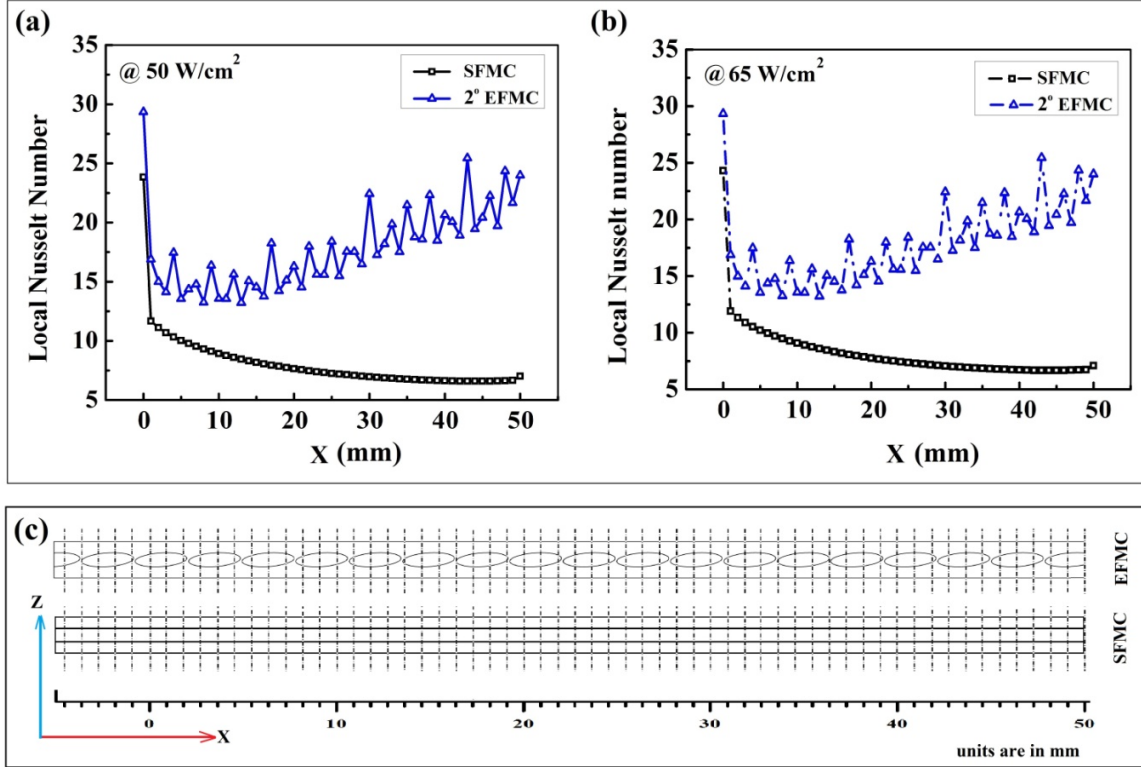 (a)
@ 50 W/cm²
SFMC
2° EFMC
Local Nusselt Number
35
30
25
20
15
10
5
0 10 20 30 40 50
X (mm)
(b)
@ 65 W/cm²
SFMC
2° EFMC
Local Nusselt number
35
30
25
20
15
10
5
0 10 20 30 40 50
X (mm)
(c)
EFMC
Z
SFMC
0 10 20 30 40 50
X
units are in mm